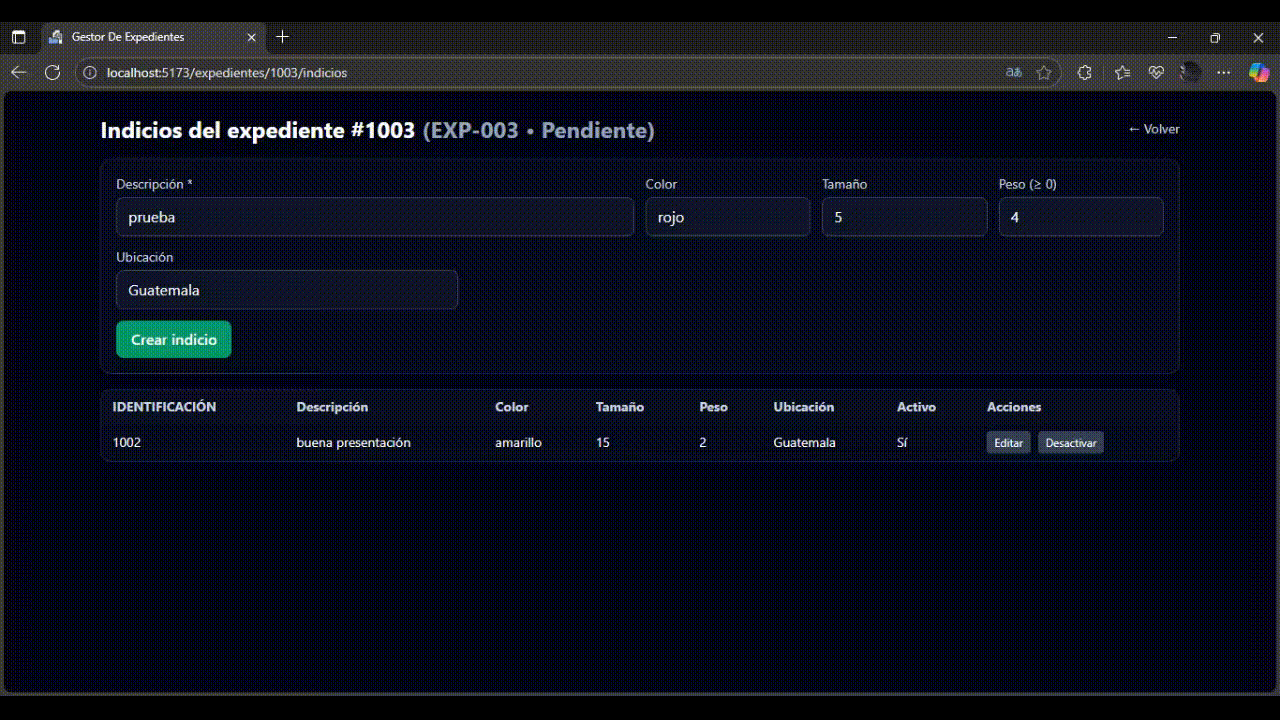 Gestor De Expedientes
localhost:5173/expedientes/1003/indicios
Indicios del expediente #1003 (EXP-003 • Pendiente)
← Volver
Descripción * Color Tamaño Peso (≥ 0)
prueba rojo 5 4
Ubicación
Guatemala
Crear indicio
IDENTIFICACIÓN Descripción Color Tamaño Peso Ubicación Activo Acciones
1002 buena presentación amarillo 15 2 Guatemala Sí Editar Desactivar